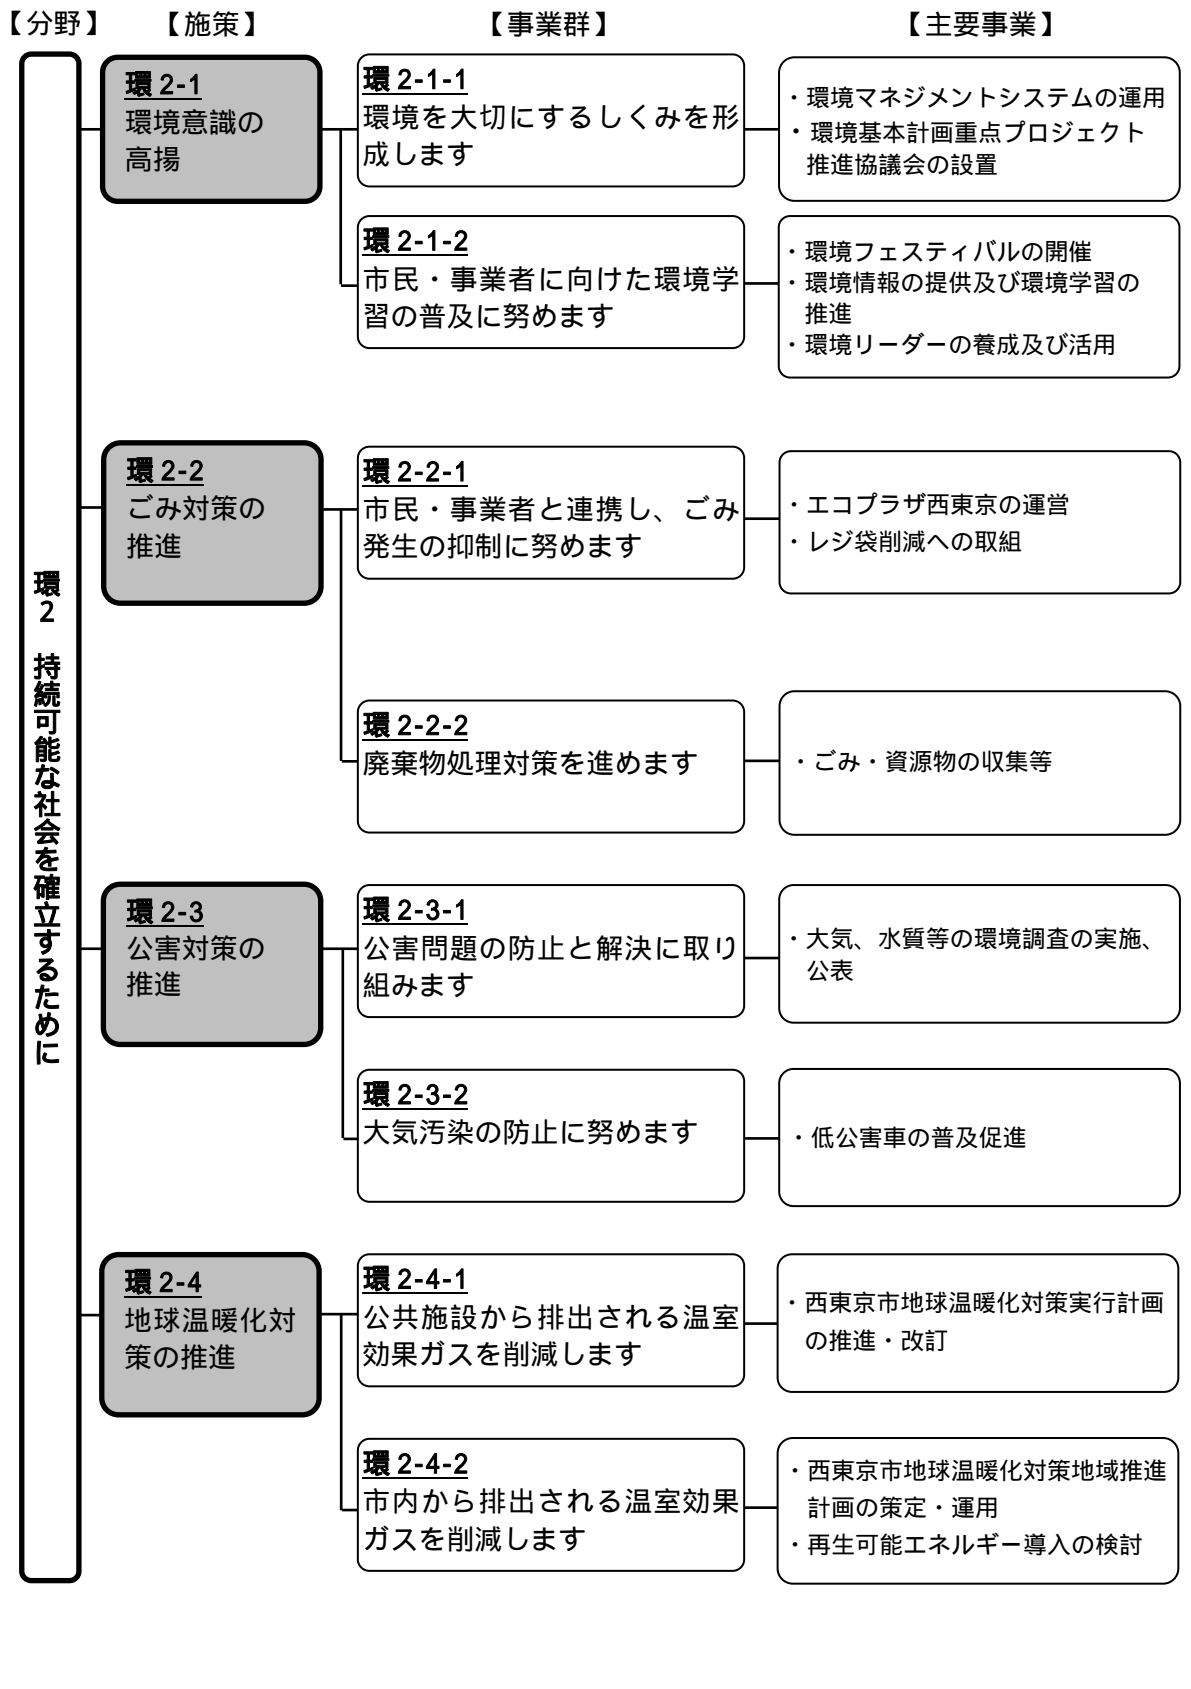 【分野】 【施策】 【事業群】 【主要事業】
環2 持続可能な社会を確立するために
環 2-1
環境意識の
高揚
環 2-1-1
環境を大切にするしくみを形
成します
・環境マネジメントシステムの運用
・環境基本計画重点プロジェクト
推進協議会の設置
環 2-1-2
市民・事業者に向けた環境学
習の普及に努めます
・環境フェスティバルの開催
・環境情報の提供及び環境学習の
推進
・環境リーダーの養成及び活用
環 2-2
ごみ対策の
推進
環 2-2-1
市民・事業者と連携し、ごみ
発生の抑制に努めます
・エコプラザ西東京の運営
・レジ袋削減への取組
環 2-2-2
廃棄物処理対策を進めます
・ごみ・資源物の収集等
環 2-3
公害対策の
推進
環 2-3-1
公害問題の防止と解決に取り
組みます
・大気、水質等の環境調査の実施、
公表
環 2-3-2
大気汚染の防止に努めます
・低公害車の普及促進
環 2-4
地球温暖化対
策の推進
環 2-4-1
公共施設から排出される温室
効果ガスを削減します
・西東京市地球温暖化対策実行計画
の推進・改訂
環 2-4-2
市内から排出される温室効果
ガスを削減します
・西東京市地球温暖化対策地域推進
計画の策定・運用
・再生可能エネルギー導入の検討